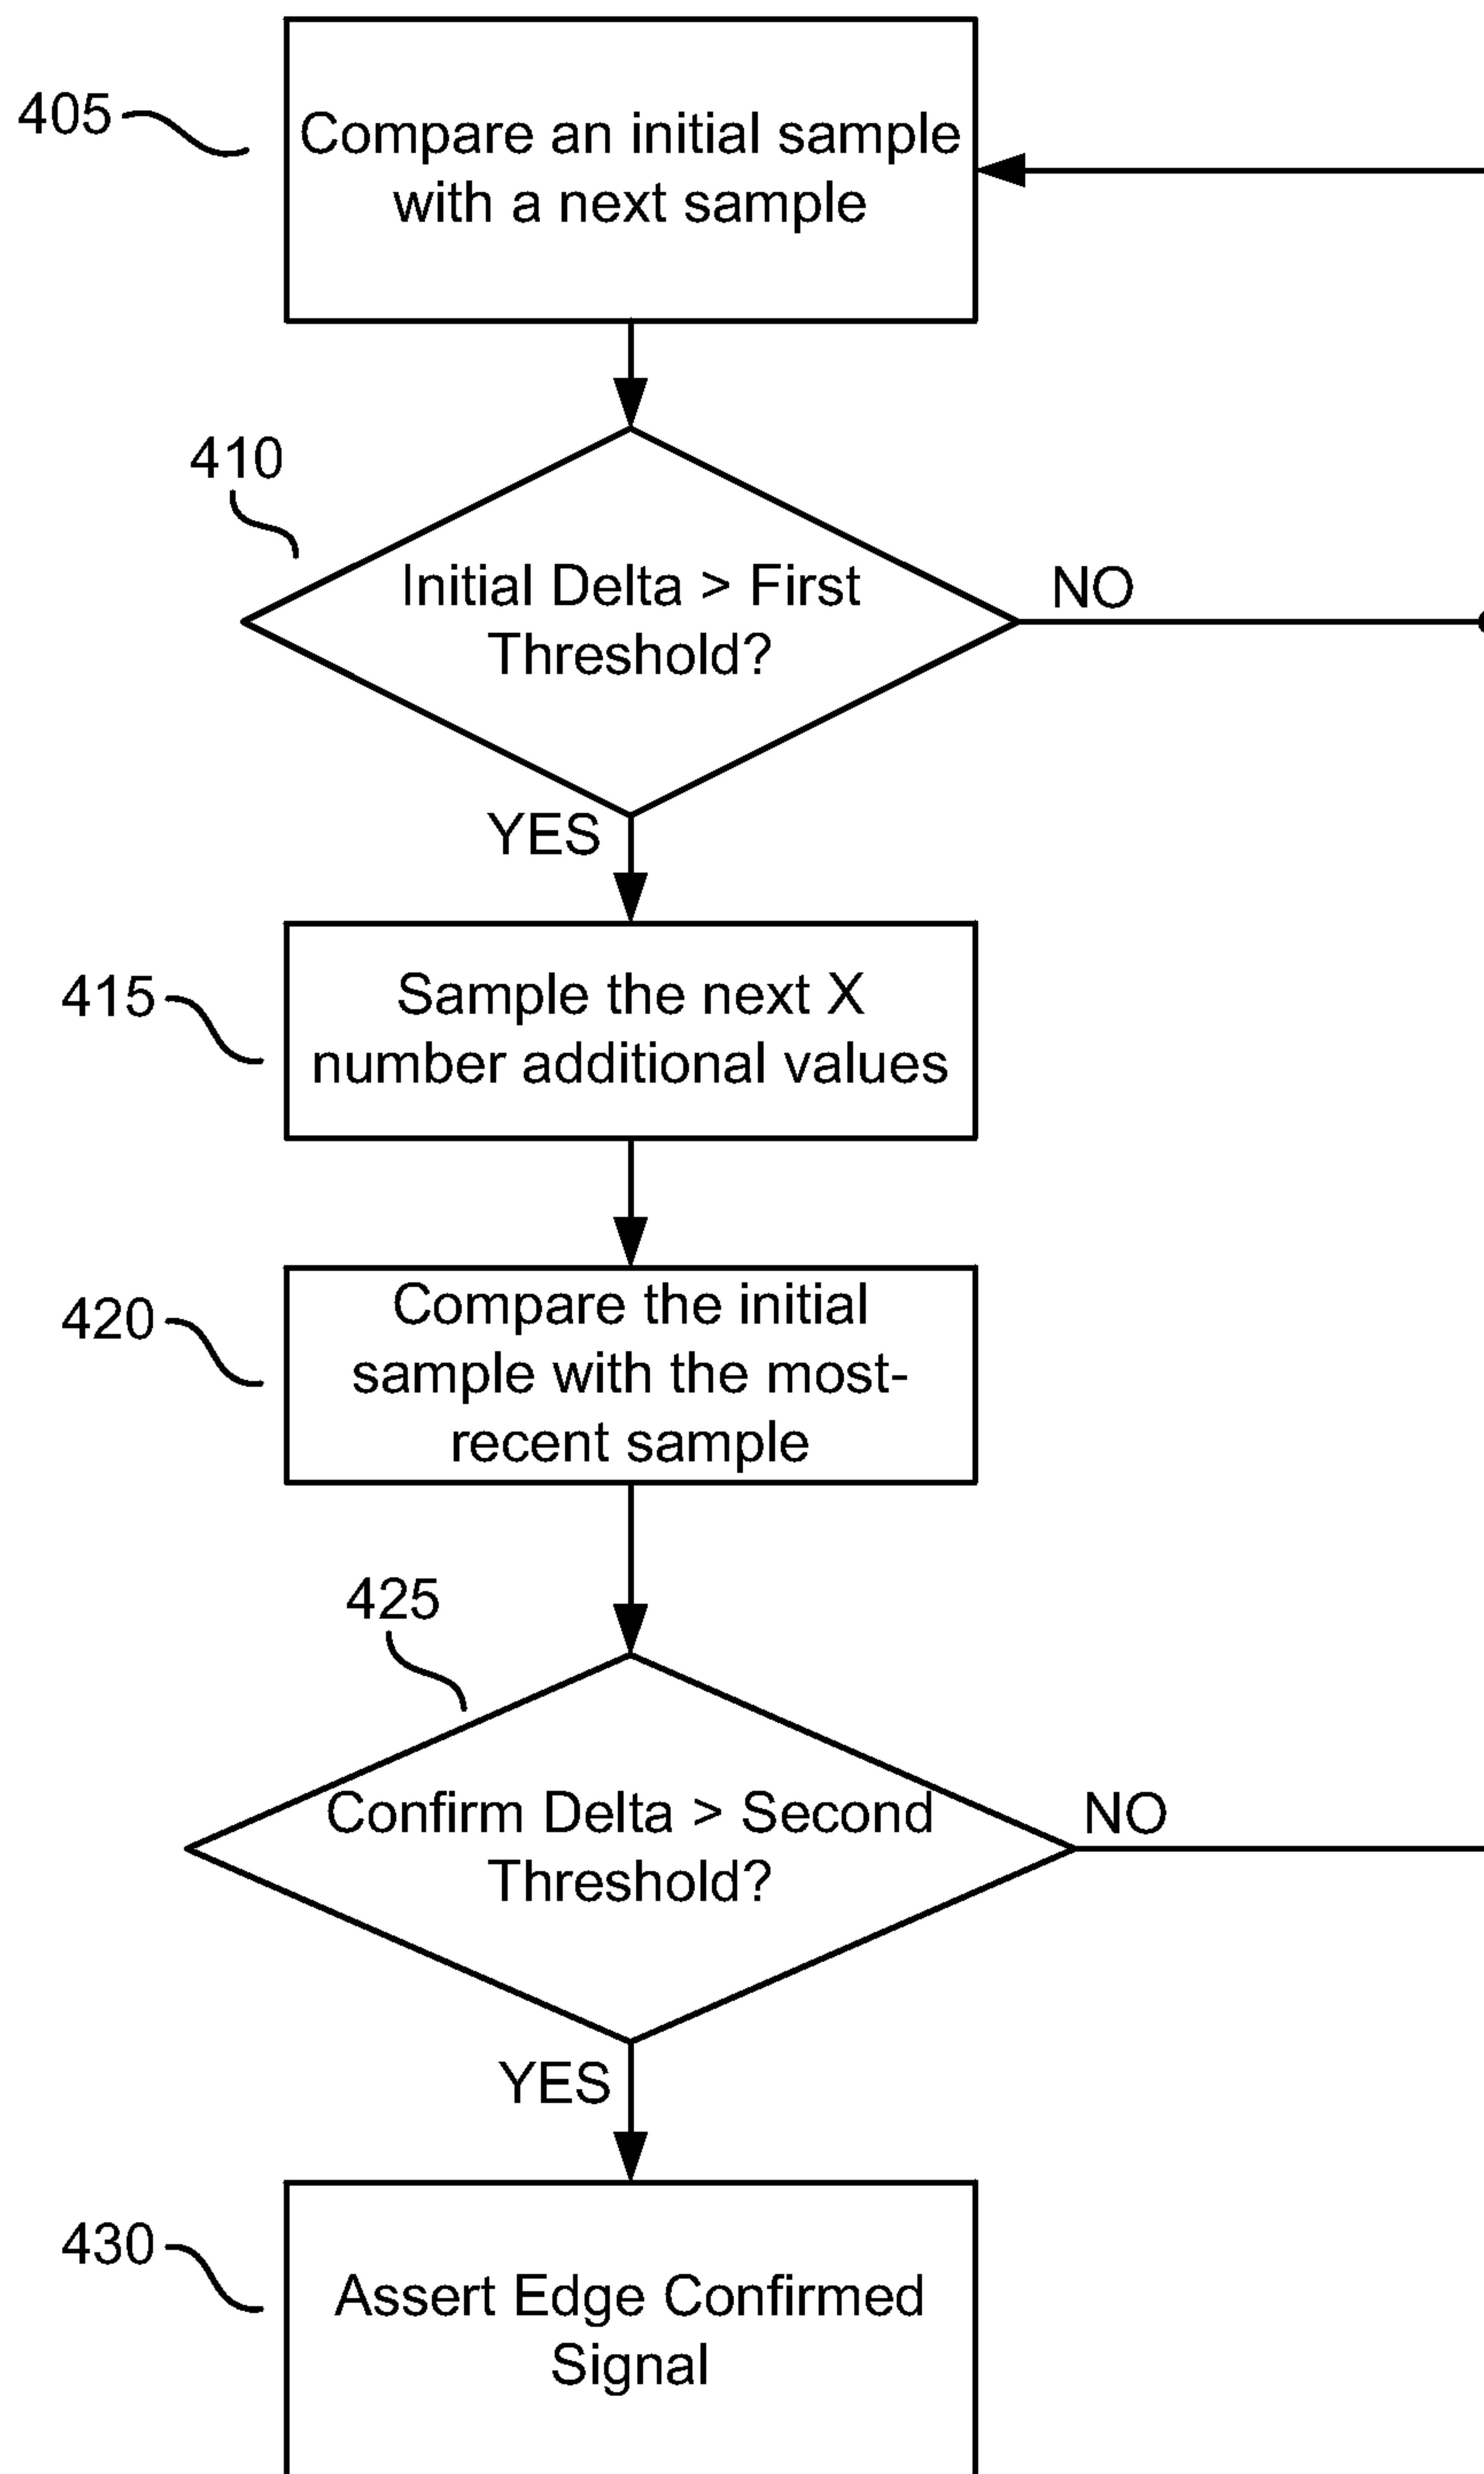 405
Compare an initial sample
with a next sample
410
Initial Delta > First
Threshold?
NO
YES
415
Sample the next X
number additional values
420
Compare the initial
sample with the most-
recent sample
425
Confirm Delta > Second
Threshold?
NO
YES
430
Assert Edge Confirmed
Signal